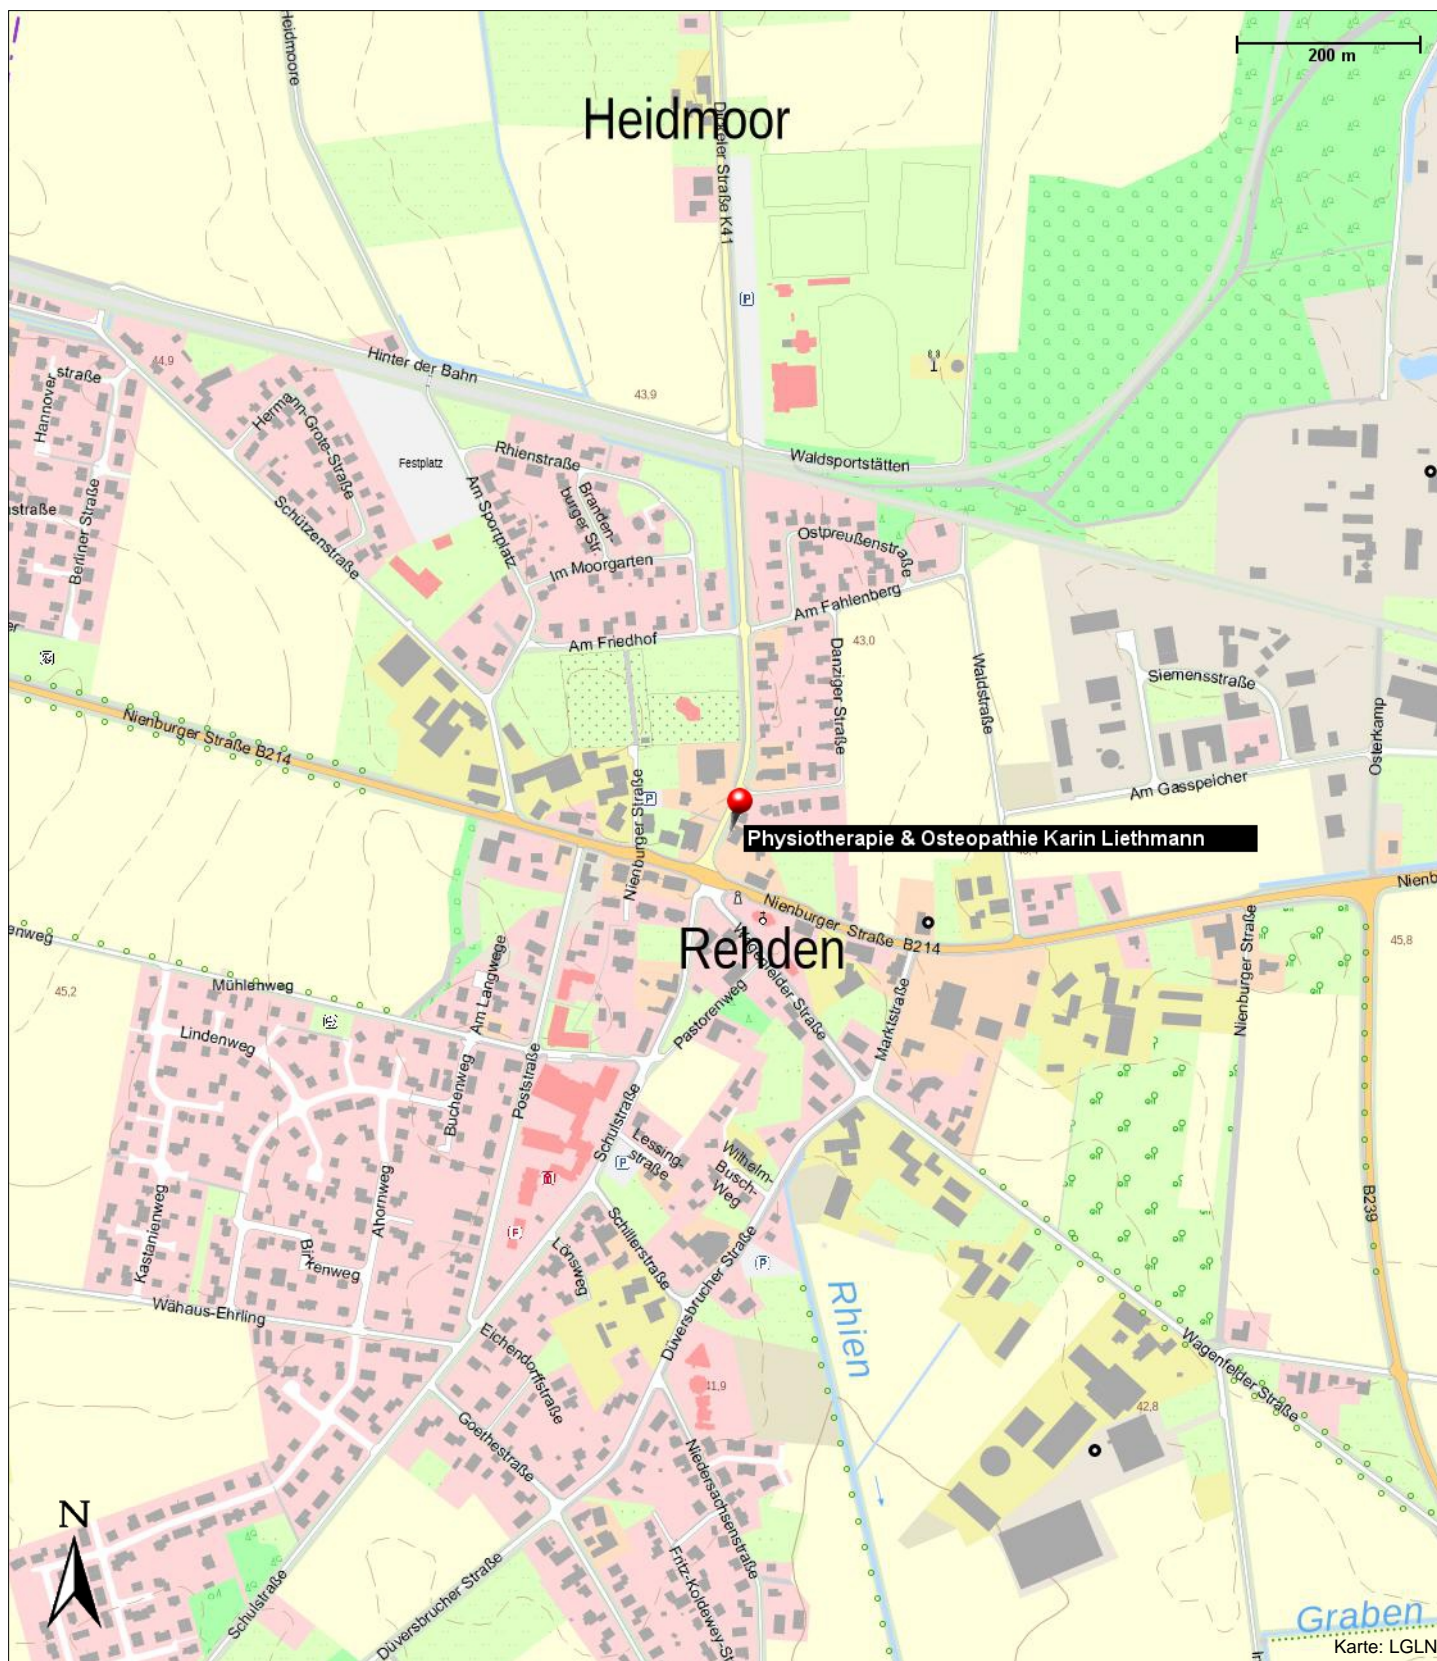 Heidmoore
200 m
Heidmoor
Dickeler Straße K41
P
44,9
straße
Hannover
Hinter der Bahn
43,9
Herma
nn-Grote-Straße
Festplatz
Rhienstraße
Waldsportstätten
Branden-
burger Str.
Am Sportplatz
Schützenstraße
Berliner Straße
Im Moorgarten
Ostpreußenstraße
Am Fahlenberg
Am Friedhof
43,0
Danziger Straße
Waldstraße
Siemensstraße
Osterkamp
Nienburger Straße B214
Nienburger Straße
P
Am Gasspeicher
Physiotherapie & Osteopathie Karin Liethmann
Nienb
Nienburger Straße B214
Rehden
45,8
Nienburger Straße
anweg
45,2
Mühlenweg
Am Langwege
Wagenfelder Straße
Pastorenweg
Marktstraße
Lindenweg
Buchenweg
Poststraße
Schulstraße
Lessing-
straße
P
Wilhelm-
Busch-
Weg
Kastanienweg
Ahornweg
Birkenweg
F
Lönsweg
Schillerstraße
P
Düversbrucher Straße
Rhien
B239
Wähaus-Ehrling
Eichendorffstraße
Wagenfelder Straße
41,9
42,8
Goethestraße
Niedersachsenstraße
N
Fritz-Koldewey-St
Schulstraße
Düversbrucher Straße
Graben
Karte: LGLN